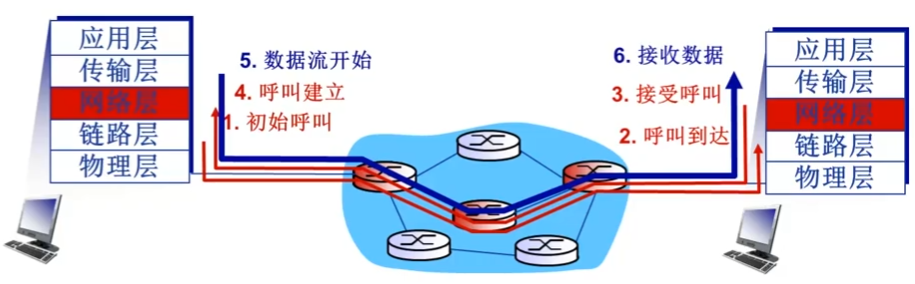 应用层
传输层
网络层
链路层
物理层
5. 数据流开始
4. 呼叫建立
1. 初始呼叫
6. 接收数据
3. 接受呼叫
2. 呼叫到达
应用层
传输层
网络层
链路层
物理层